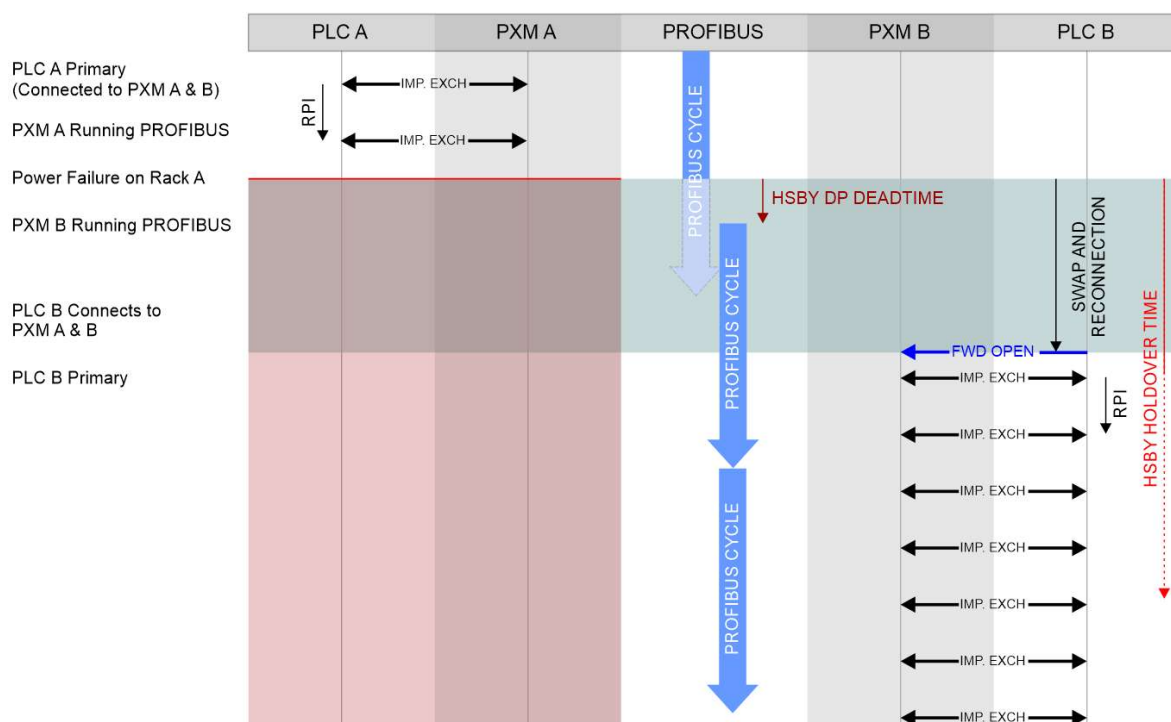 PLC A
PXM A
PROFIBUS
PXM B
PLC B
PLC A Primary
(Connected to PXM A & B)
IMP. EXCH
RPI
PXM A Running PROFIBUS
IMP. EXCH
PROFIBUS CYCLE
Power Failure on Rack A
HSBY DP DEADTIME
PXM B Running PROFIBUS
SWAP AND
RECONNECTION
PLC B Connects to
PXM A & B
PROFIBUS CYCLE
FWD OPEN
HSBY HOLDOVER TIME
PLC B Primary
IMP. EXCH
RPI
IMP. EXCH
IMP. EXCH
PROFIBUS CYCLE
IMP. EXCH
IMP. EXCH
IMP. EXCH
IMP. EXCH